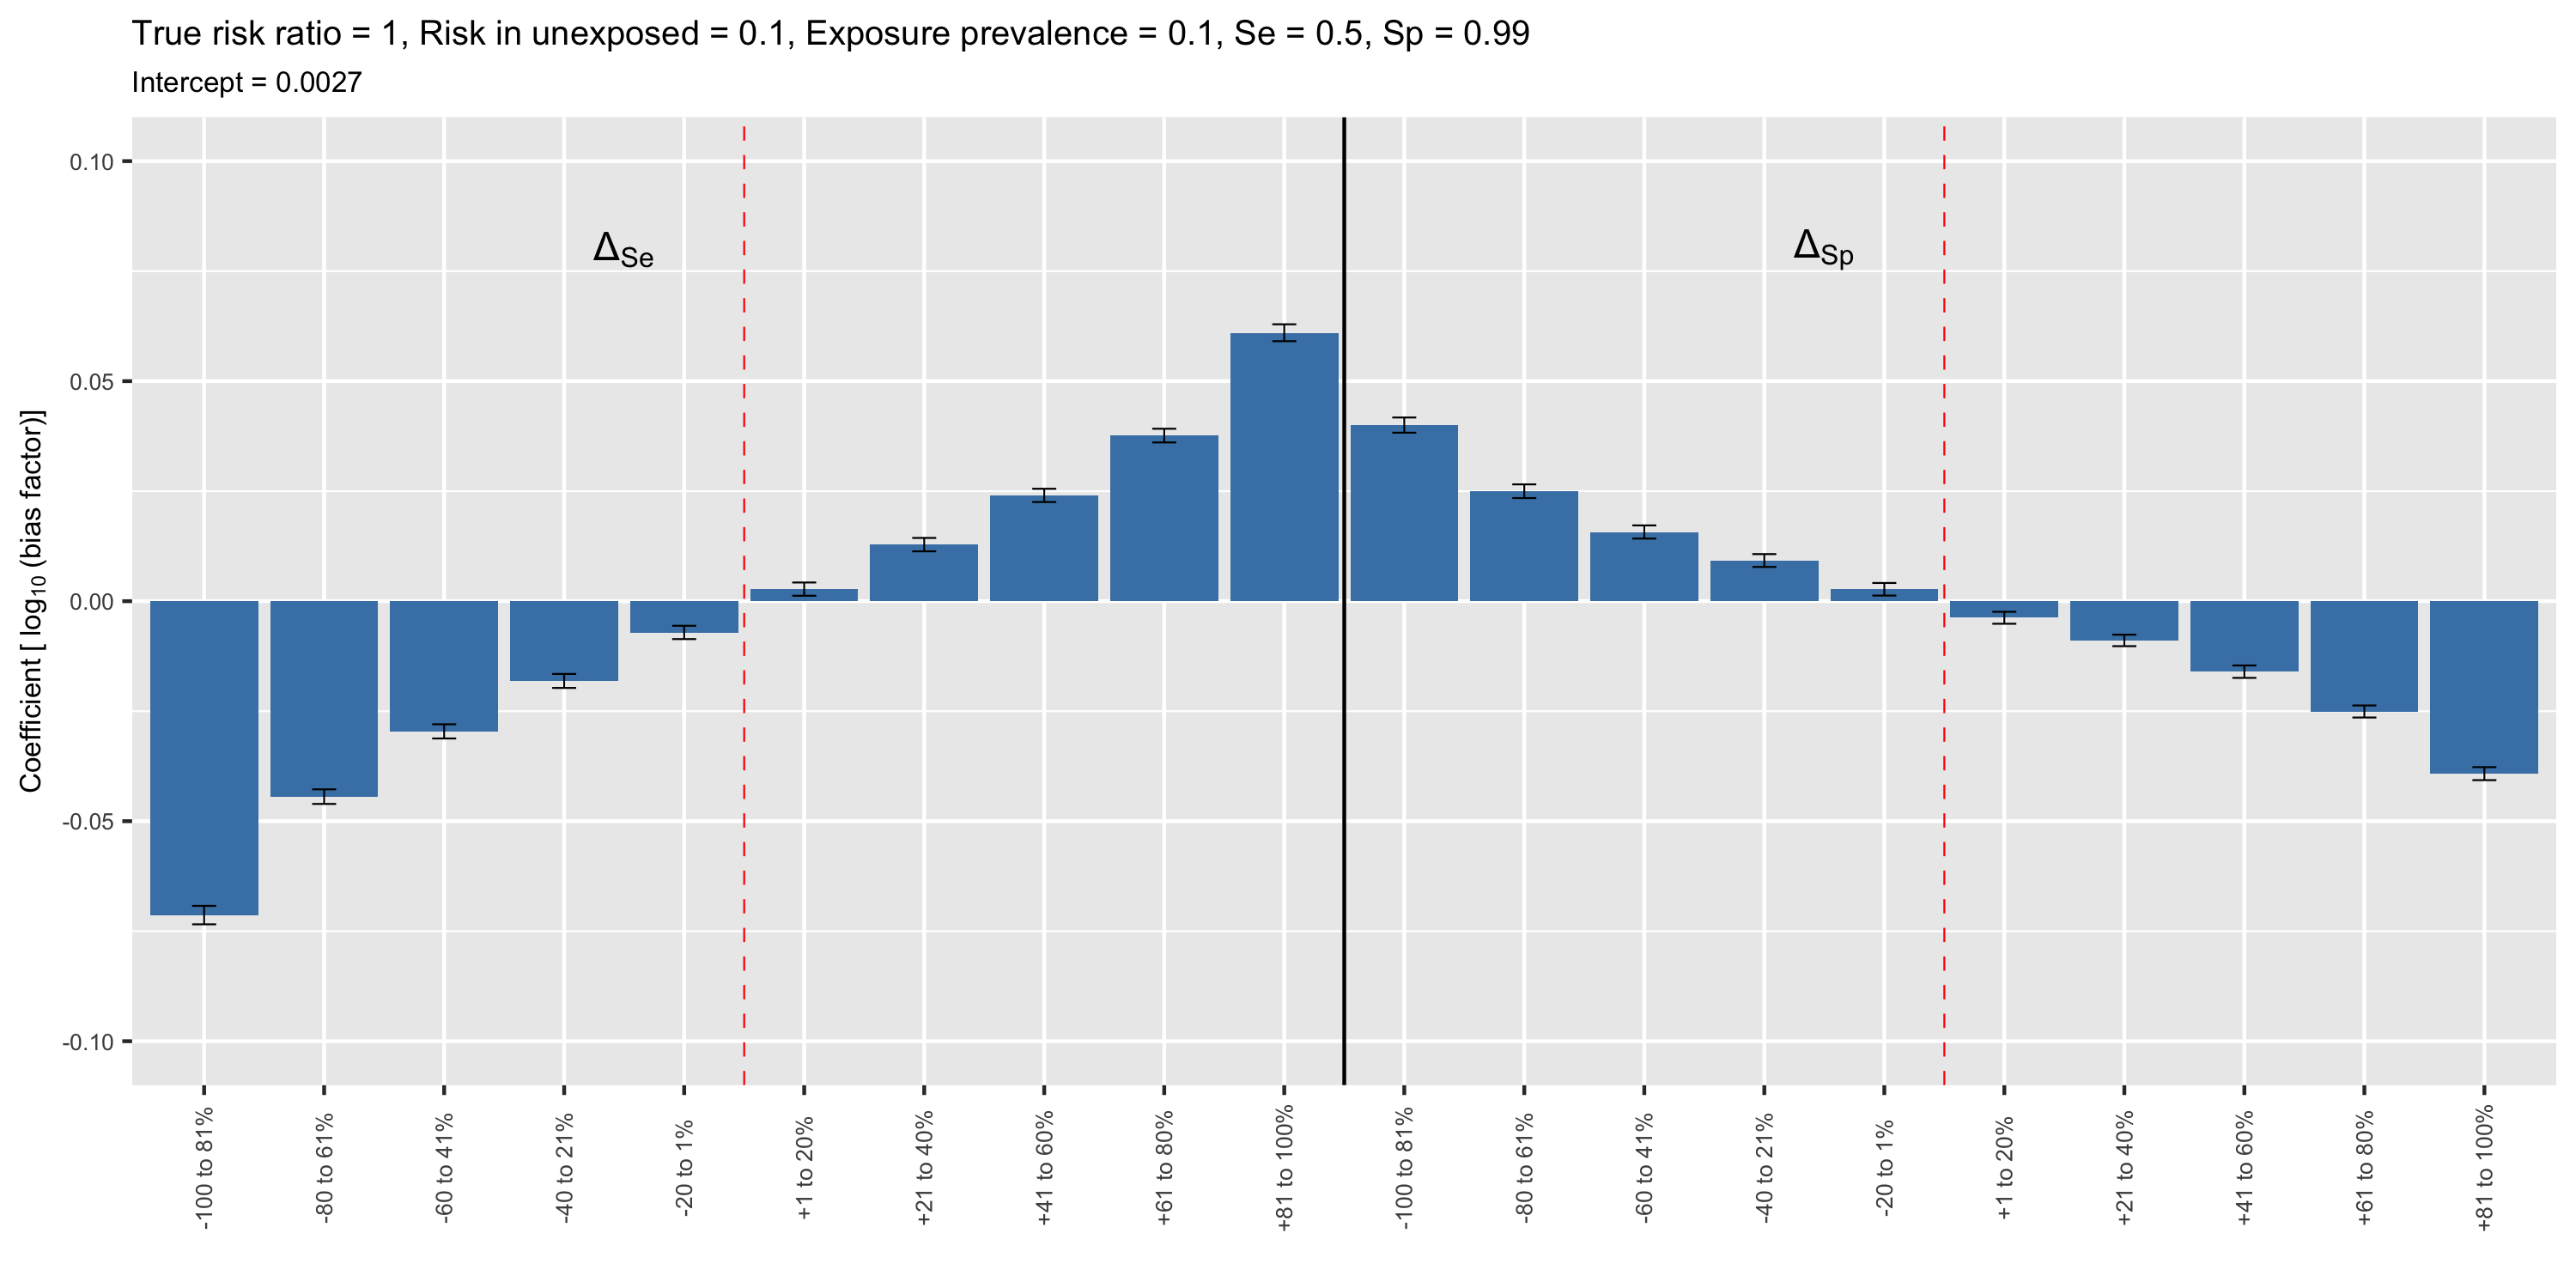 True risk ratio = 1, Risk in unexposed = 0.1, Exposure prevalence = 0.1, Se = 0.5, Sp = 0.99
Intercept = 0.0027
Coefficient [ log10 (bias factor)]
0.10
0.05
0.00
-0.05
-0.10
ΔSe
ΔSp
-100 to 81%
-80 to 61%
-60 to 41%
-40 to 21%
-20 to 1%
+1 to 20%
+21 to 40%
+41 to 60%
+61 to 80%
+81 to 100%
-100 to 81%
-80 to 61%
-60 to 41%
-40 to 21%
-20 to 1%
+1 to 20%
+21 to 40%
+41 to 60%
+61 to 80%
+81 to 100%